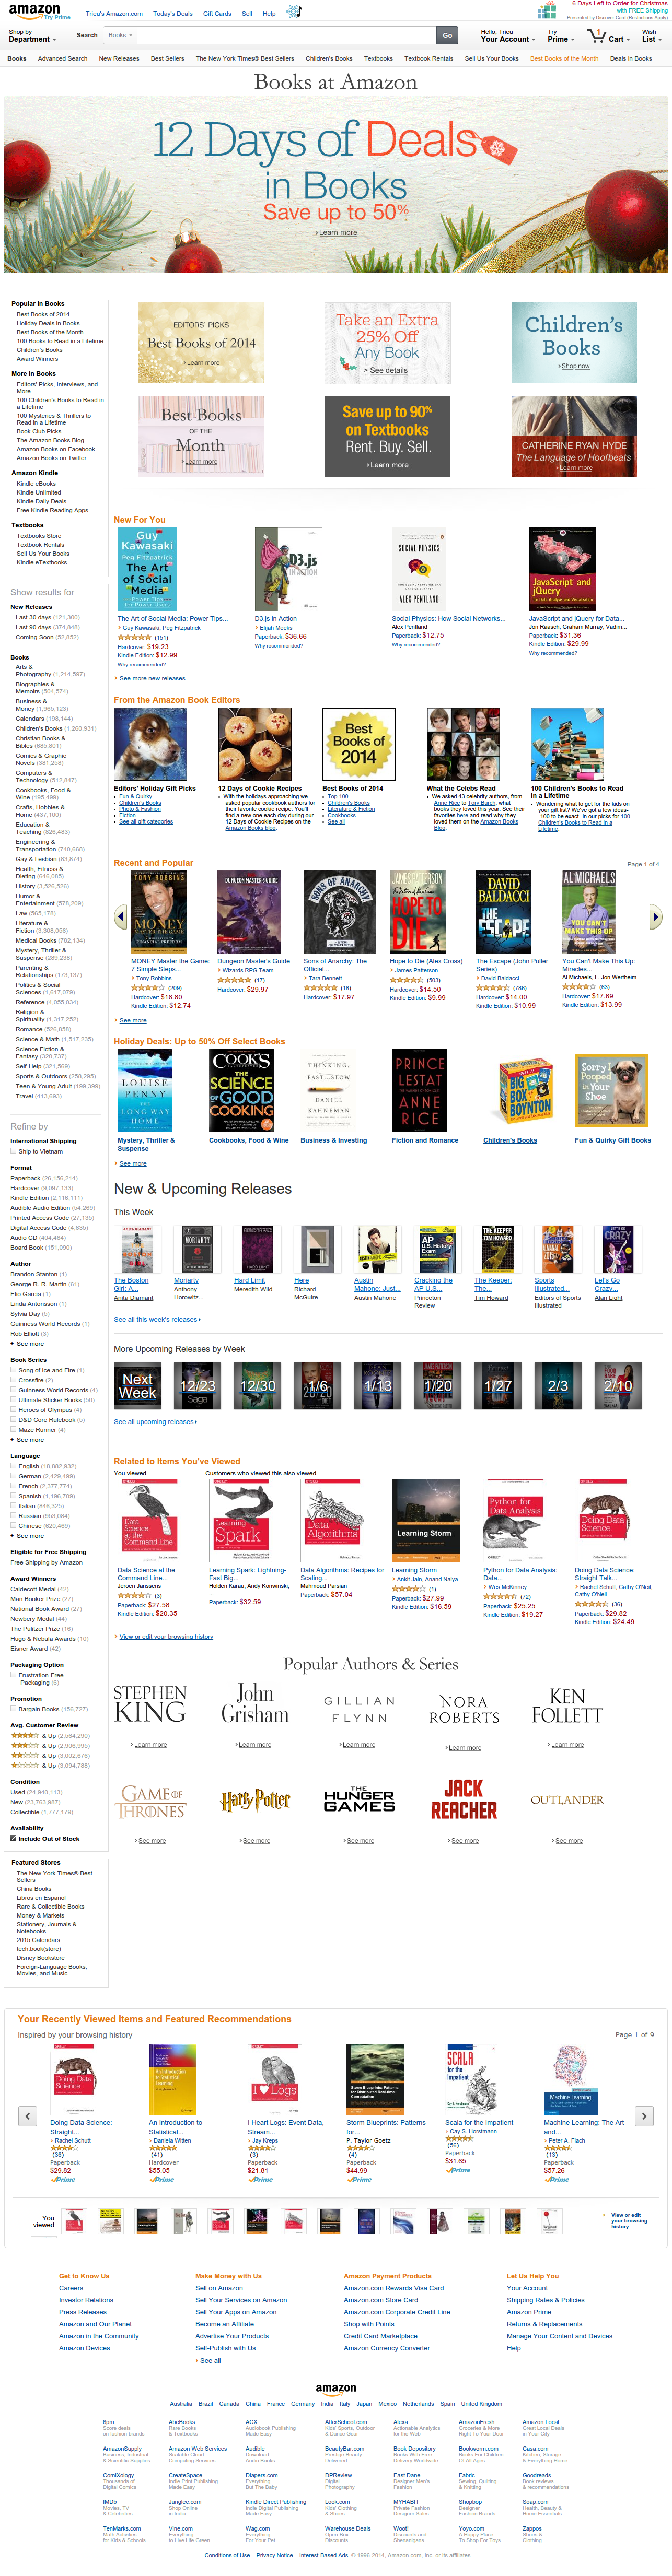 amazon
Try Prime
Trieu's Amazon.com
Today's Deals
Gift Cards
Sell
Help
6 Days Left to Order for Christmas
with FREE Shipping
Presented by Discover Card (Restrictions Apply)
Shop by
Department
Search
Books
Go
Hello, Trieu
Your Account
Try
Prime
1
Cart
Wish
List
Books
Advanced Search
New Releases
Best Sellers
The New York Times® Best Sellers
Children's Books
Textbooks
Textbook Rentals
Sell Us Your Books
Best Books of the Month
Deals in Books
Books at Amazon
12 Days of Deals
in Books
Save up to 50%
Learn more
Popular in Books
Best Books of 2014
Holiday Deals in Books
Best Books of the Month
100 Books to Read in a Lifetime
Children's Books
Award Winners
More in Books
Editors' Picks, Interviews, and
More
100 Children's Books to Read in
a Lifetime
100 Mysteries & Thrillers to
Read in a Lifetime
Book Club Picks
The Amazon Books Blog
Amazon Books on Facebook
Amazon Books on Twitter
Amazon Kindle
Kindle eBooks
Kindle Unlimited
Kindle Daily Deals
Free Kindle Reading Apps
Textbooks
Textbooks Store
Textbook Rentals
Sell Us Your Books
Kindle eTextbooks
EDITORS' PICKS
Best Books of 2014
Learn more
Take an Extra
25% Off
Any Book
> See details
Children's
Books
Shop now
Best Books
OF THE
Month
Learn more
Save up to 90%
on Textbooks
Rent. Buy. Sell.
Learn more
CATHERINE RYAN HYDE
The Language of Hoofbeats
Learn more
Show results for
New Releases
Last 30 days (121,300)
Last 90 days (374,848)
Coming Soon (52,852)
Books
Arts &
Photography (1,214,597)
Biographies &
Memoirs (504,574)
Business &
Money (1,965,123)
Calendars (198,144)
Children's Books (1,260,931)
Christian Books &
Bibles (685,801)
Comics & Graphic
Novels (381,258)
Computers &
Technology (512,847)
Cookbooks, Food &
Wine (195,499)
Crafts, Hobbies &
Home (437,100)
Education &
Teaching (826,483)
Engineering &
Transportation (740,668)
Gay & Lesbian (83,874)
Health, Fitness &
Dieting (646,065)
History (3,526,526)
Humor &
Entertainment (578,209)
Law (565,178)
Literature &
Fiction (3,308,056)
Medical Books (782,134)
Mystery, Thriller &
Suspense (289,238)
Parenting &
Relationships (173,137)
Politics & Social
Sciences (1,617,079)
Reference (4,055,034)
Religion &
Spirituality (1,317,252)
Romance (526,858)
Science & Math (1,517,235)
Science Fiction &
Fantasy (320,737)
Self-Help (321,569)
Sports & Outdoors (258,295)
Teen & Young Adult (199,399)
Travel (413,693)
New For You
The Art of Social Media: Power Tips...
Guy Kawasaki, Peg Fitzpatrick
(151)
Hardcover: $19.23
Kindle Edition: $12.99
Why recommended?
D3.js in Action
Elijah Meeks
Paperback: $36.66
Why recommended?
Social Physics: How Social Networks...
Alex Pentland
Paperback: $12.75
Why recommended?
JavaScript and jQuery for Data...
Jon Raasch, Graham Murray, Vadim...
Paperback: $31.36
Kindle Edition: $29.99
Why recommended?
See more new releases
From the Amazon Book Editors
Best Books of 2014
Editors' Holiday Gift Picks
Fun & Quirky
Children's Books
Photo & Fashion
Fiction
See all gift categories
12 Days of Cookie Recipes
With the holidays approaching we
asked popular cookbook authors for
their favorite cookie recipe. You'll
find a new one each day during our
12 Days of Cookies on the
Amazon Books blog.
Best Books of 2014
Top 100
Children's Books
Literature & Fiction
Cookbooks
See all
What the Celebs Read
We asked 43 celebrity authors, from
Anne Rice to Tory Burch, what
books they loved this year. See their
favorites here and read why they
loved them on the Amazon Books
Blog.
100 Children's Books to Read
in a Lifetime
Wondering what to get for the kids on
your gift list? We've got a few ideas-
-100 to be exact--in our picks for 100
Children's Books to Read in a
Lifetime.
Recent and Popular
Page 1 of 4
MONEY Master the Game:
7 Simple Steps...
Tony Robbins
(209)
Hardcover: $16.80
Kindle Edition: $12.74
Dungeon Master's Guide
Wizards RPG Team
(17)
Hardcover: $29.97
Sons of Anarchy: The
Official...
Tara Bennett
(18)
Hardcover: $17.97
Hope to Die (Alex Cross)
James Patterson
(503)
Hardcover: $14.50
Kindle Edition: $9.99
The Escape (John Puller
Series)
David Baldacci
(786)
Hardcover: $14.00
Kindle Edition: $10.99
You Can't Make This Up:
Miracles...
Al Michaels, L. Jon Wertheim
(63)
Hardcover: $17.69
Kindle Edition: $13.99
See more
Holiday Deals: Up to 50% Off Select Books
Mystery, Thriller &
Suspense
Cookbooks, Food & Wine
Business & Investing
Fiction and Romance
Children's Books
Fun & Quirky Gift Books
See more
Refine by
International Shipping
Ship to Vietnam
Format
Paperback (26,156,214)
Hardcover (9,097,133)
Kindle Edition (2,116,111)
Audible Audio Edition (54,269)
Printed Access Code (27,135)
Digital Access Code (4,635)
Audio CD (404,464)
Board Book (151,090)
Author
Brandon Stanton (1)
George R. R. Martin (61)
Elio Garcia (1)
Linda Antonsson (1)
Sylvia Day (5)
Guinness World Records (1)
Rob Elliott (3)
See more
Book Series
Song of Ice and Fire (1)
Crossfire (2)
Guinness World Records (4)
Ultimate Sticker Books (50)
Heroes of Olympus (4)
D&D Core Rulebook (5)
Maze Runner (4)
See more
Language
English (18,882,932)
German (2,429,499)
French (2,377,774)
Spanish (1,196,709)
Italian (846,325)
Russian (953,084)
Chinese (620,469)
See more
Eligible for Free Shipping
Free Shipping by Amazon
Award Winners
Caldecott Medal (42)
Man Booker Prize (27)
National Book Award (27)
Newbery Medal (44)
The Pulitzer Prize (16)
Hugo & Nebula Awards (10)
Eisner Award (42)
Packaging Option
Frustration-Free
Packaging (6)
Promotion
Bargain Books (156,727)
Avg. Customer Review
& Up (2,564,290)
& Up (2,906,995)
& Up (3,002,676)
& Up (3,094,788)
Condition
Used (24,940,113)
New (23,763,987)
Collectible (1,777,179)
Availability
Include Out of Stock
New & Upcoming Releases
This Week
The Boston
Girl: A...
Anita Diamant
Moriarty
Anthony
Horowitz...
Hard Limit
Meredith Wild
Here
Richard
McGuire
Austin
Mahone: Just...
Austin Mahone
Cracking the
AP U.S...
Princeton
Review
The Keeper:
The...
Tim Howard
Sports
Illustrated...
Editors of Sports
Illustrated
Let's Go
Crazy...
Alan Light
See all this week's releases
More Upcoming Releases by Week
Next
Week
12/23
12/30
1/6
1/13
1/20
1/27
2/3
2/10
See all upcoming releases
Related to Items You've Viewed
You viewed
Customers who viewed this also viewed
Data Science at the
Command Line...
Jeroen Janssens
(3)
Paperback: $27.58
Kindle Edition: $20.35
Learning Spark: Lightning-
Fast Big...
Holden Karau, Andy Konwinski,
...
Paperback: $32.59
Data Algorithms: Recipes for
Scaling...
Mahmoud Parsian
Paperback: $57.04
Learning Storm
Ankit Jain, Anand Nalya
(1)
Paperback: $27.99
Kindle Edition: $16.59
Python for Data Analysis:
Data...
Wes McKinney
(72)
Paperback: $25.25
Kindle Edition: $19.27
Doing Data Science:
Straight Talk...
Rachel Schutt, Cathy O'Neil,
Cathy O'Neil
(36)
Paperback: $29.82
Kindle Edition: $24.49
View or edit your browsing history
Popular Authors & Series
STEPHEN
KING
Learn more
John
Grisham
Learn more
GILLIAN
FLYNN
Learn more
NORA
ROBERTS
Learn more
KEN
FOLLETT
Learn more
GAME OF
THRONES
See more
Harry Potter
See more
THE
HUNGER
GAMES
See more
JACK
REACHER
See more
OUTLANDER
See more
Featured Stores
The New York Times® Best
Sellers
China Books
Libros en Español
Rare & Collectible Books
Money & Markets
Stationery, Journals &
Notebooks
2015 Calendars
tech.book(store)
Disney Bookstore
Foreign-Language Books,
Movies, and Music
Your Recently Viewed Items and Featured Recommendations
Inspired by your browsing history
Page 1 of 9
Doing Data Science:
Straight...
Rachel Schutt
(36)
Paperback
$29.82
Prime
An Introduction to
Statistical...
Daniela Witten
(41)
Hardcover
$55.05
Prime
I Heart Logs: Event Data,
Stream...
Jay Kreps
(3)
Paperback
$21.81
Prime
Storm Blueprints: Patterns
for...
P. Taylor Goetz
(4)
Paperback
$44.99
Prime
Scala for the Impatient
Cay S. Horstmann
(56)
Paperback
$31.65
Prime
Machine Learning: The Art
and...
Peter A. Flach
(13)
Paperback
$57.26
Prime
You
viewed
View or edit
your browsing
history
Get to Know Us
Careers
Investor Relations
Press Releases
Amazon and Our Planet
Amazon in the Community
Amazon Devices
Make Money with Us
Sell on Amazon
Sell Your Services on Amazon
Sell Your Apps on Amazon
Become an Affiliate
Advertise Your Products
Self-Publish with Us
See all
Amazon Payment Products
Amazon.com Rewards Visa Card
Amazon.com Store Card
Amazon.com Corporate Credit Line
Shop with Points
Credit Card Marketplace
Amazon Currency Converter
Let Us Help You
Your Account
Shipping Rates & Policies
Amazon Prime
Returns & Replacements
Manage Your Content and Devices
Help
amazon
Australia Brazil Canada China France Germany India Italy Japan Mexico Netherlands Spain United Kingdom
6pm
Score deals
on fashion brands
AbeBooks
Rare Books
& Textbooks
ACX
Audiobook Publishing
Made Easy
AfterSchool.com
Kids' Sports, Outdoor
& Dance Gear
Alexa
Actionable Analytics
for the Web
AmazonFresh
Groceries & More
Right To Your Door
Amazon Local
Great Local Deals
in Your City
AmazonSupply
Business, Industrial
& Scientific Supplies
Amazon Web Services
Scalable Cloud
Computing Services
Audible
Download
Audio Books
BeautyBar.com
Prestige Beauty
Delivered
Book Depository
Books With Free
Delivery Worldwide
Bookworm.com
Books For Children
Of All Ages
Casa.com
Kitchen, Storage
& Everything Home
ComiXology
Thousands of
Digital Comics
CreateSpace
Indie Print Publishing
Made Easy
Diapers.com
Everything
But The Baby
DPReview
Digital
Photography
East Dane
Designer Men's
Fashion
Fabric
Sewing, Quilting
& Knitting
Goodreads
Book reviews
& recommendations
IMDb
Movies, TV
& Celebrities
Junglee.com
Shop Online
in India
Kindle Direct Publishing
Indie Digital Publishing
Made Easy
Look.com
Kids' Clothing
& Shoes
MYHABIT
Private Fashion
Designer Sales
Shopbop
Designer
Fashion Brands
Soap.com
Health, Beauty &
Home Essentials
TenMarks.com
Math Activities
for Kids & Schools
Vine.com
Everything
to Live Life Green
Wag.com
Everything
For Your Pet
Warehouse Deals
Open-Box
Discounts
Woot!
Discounts and
Shenanigans
Yoyo.com
A Happy Place
To Shop For Toys
Zappos
Shoes &
Clothing
Conditions of Use Privacy Notice Interest-Based Ads © 1996-2014, Amazon.com, Inc. or its affiliates